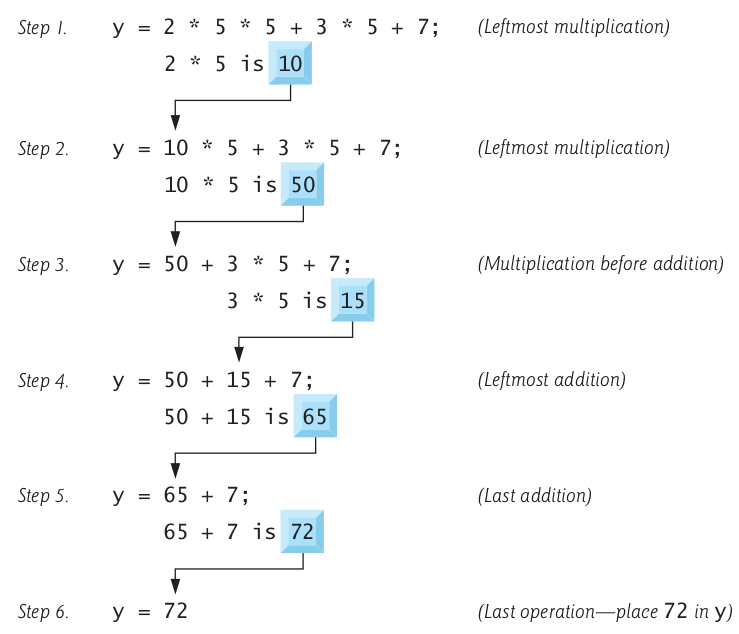 Step 1. y = 2 * 5 * 5 + 3 * 5 + 7; (Leftmost multiplication)
2 * 5 is 10
Step 2. y = 10 * 5 + 3 * 5 + 7; (Leftmost multiplication)
10 * 5 is 50
Step 3. y = 50 + 3 * 5 + 7; (Multiplication before addition)
3 * 5 is 15
Step 4. y = 50 + 15 + 7; (Leftmost addition)
50 + 15 is 65
Step 5. y = 65 + 7; (Last addition)
65 + 7 is 72
Step 6. y = 72 (Last operation—place 72 in y)